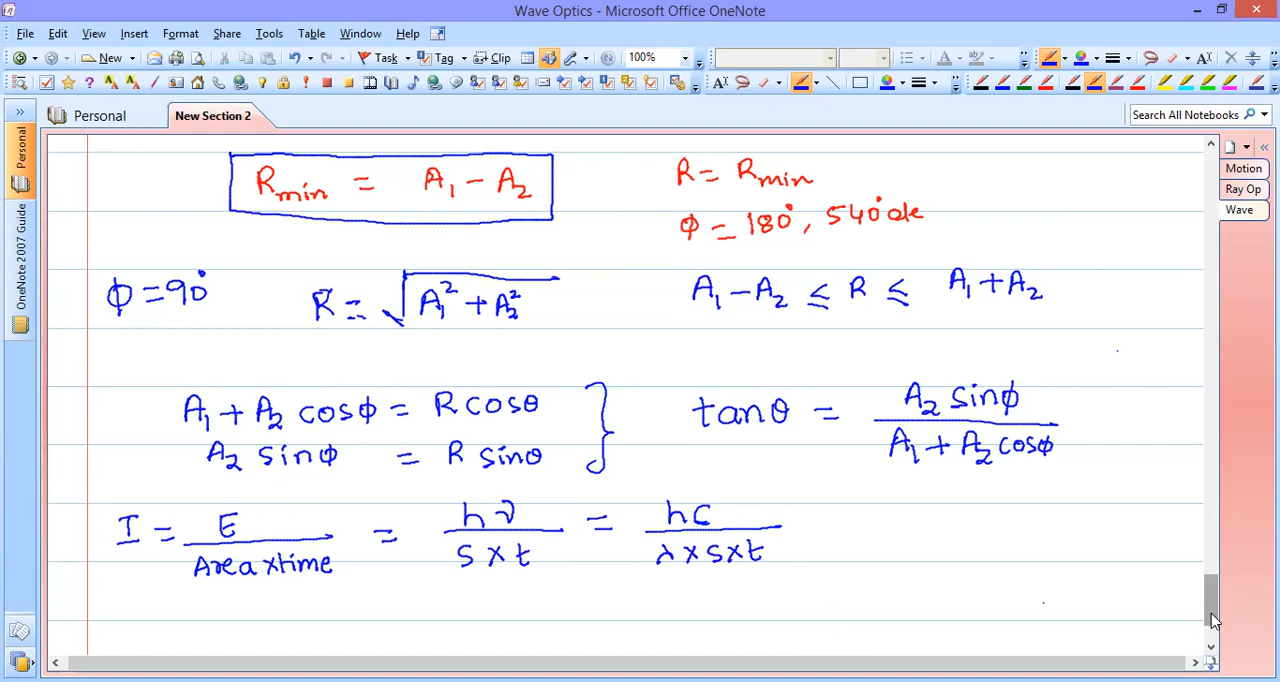 Wave Optics - Microsoft Office OneNote
File Edit View Insert Format Share Tools Table Window Help
New Task Tag Clip 100%
Personal New Section 2 Search All Notebooks
Personal
OneNote 2007 Guide
Motion
Ray Op
Wave
Rmin = A₁ - A₂
R = Rmin
φ = 180°, 540°
φ = 90° R = √(A₁² + A₂²) A₁ - A₂ ≤ R ≤ A₁ + A₂
A₁ + A₂ cosφ = R cosθ
A₂ sinφ = R sinθ
tanθ = A₂ sinφ / (A₁ + A₂ cosφ)
I = E / Area × time = hν / S × t = hc / λ × S × t